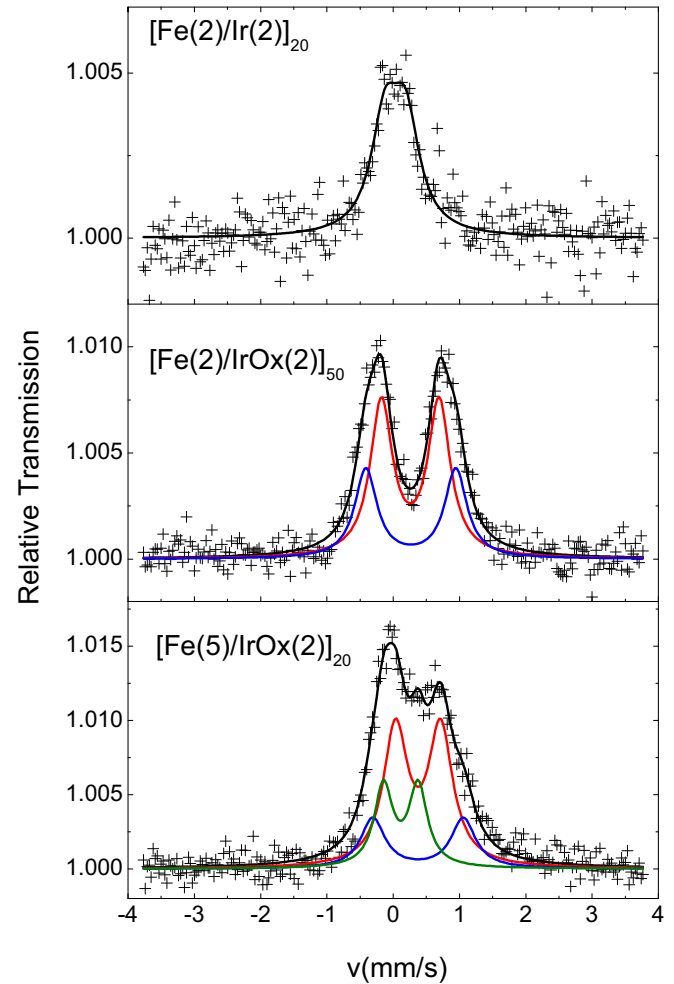 [Fe(2)/Ir(2)]20
1.005
1.000
[Fe(2)/IrOx(2)]50
1.010
1.005
1.000
[Fe(5)/IrOx(2)]20
1.015
1.010
1.005
1.000
Relative Transmission
-4 -3 -2 -1 0 1 2 3 4
v(mm/s)